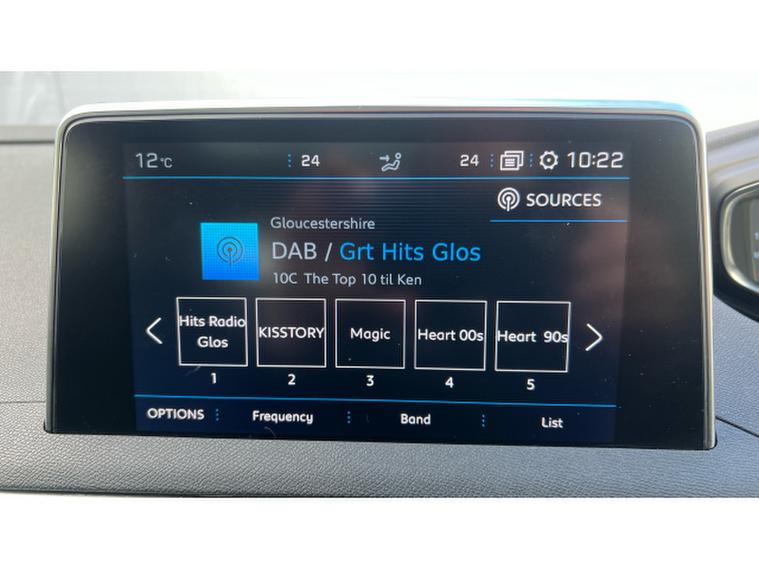 12°C 24 24 10:22
SOURCES
Gloucestershire
DAB / Grt Hits Glos
10C The Top 10 til Ken
Hits Radio
Glos
KISSTORY
Magic
Heart 00s
Heart 90s
1 2 3 4 5
OPTIONS Frequency Band List